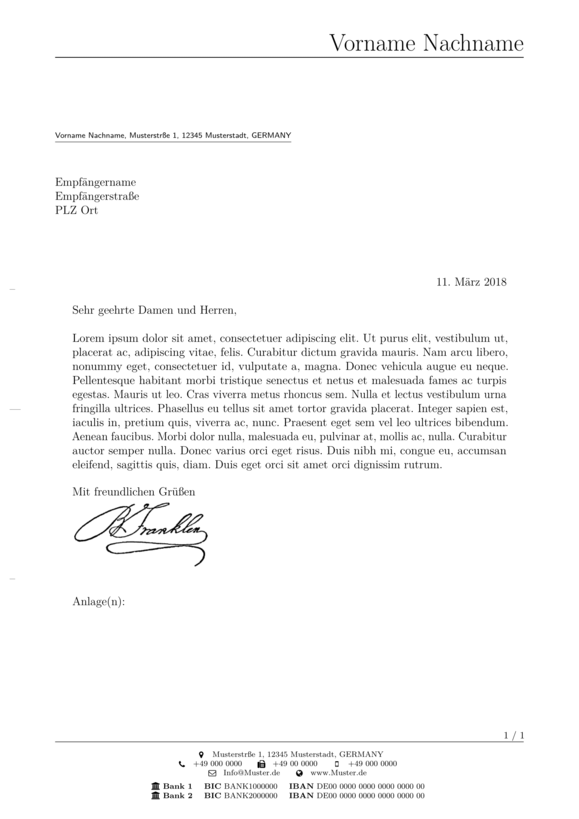 Vorname Nachname
Vorname Nachname, Musterstrße 1, 12345 Musterstadt, GERMANY
Empfängername
Empfängerstraße
PLZ Ort
11. März 2018
Sehr geehrte Damen und Herren,
Lorem ipsum dolor sit amet, consectetuer adipiscing elit. Ut purus elit, vestibulum ut,
placerat ac, adipiscing vitae, felis. Curabitur dictum gravida mauris. Nam arcu libero,
nonummy eget, consectetuer id, vulputate a, magna. Donec vehicula augue eu neque.
Pellentesque habitant morbi tristique senectus et netus et malesuada fames ac turpis
egestas. Mauris ut leo. Cras viverra metus rhoncus sem. Nulla et lectus vestibulum urna
fringilla ultrices. Phasellus eu tellus sit amet tortor gravida placerat. Integer sapien est,
iaculis in, pretium quis, viverra ac, nunc. Praesent eget sem vel leo ultrices bibendum.
Aenean faucibus. Morbi dolor nulla, malesuada eu, pulvinar at, mollis ac, nulla. Curabitur
auctor semper nulla. Donec varius orci eget risus. Duis nibh mi, congue eu, accumsan
eleifend, sagittis quis, diam. Duis eget orci sit amet orci dignissim rutrum.
Mit freundlichen Grüßen
B Franklin
Anlage(n):
1 / 1
Musterstrße 1, 12345 Musterstadt, GERMANY
+49 000 0000 +49 00 0000 +49 000 0000
Info@Muster.de www.Muster.de
Bank 1 BIC BANK1000000 IBAN DE00 0000 0000 0000 0000 00
Bank 2 BIC BANK2000000 IBAN DE00 0000 0000 0000 0000 00